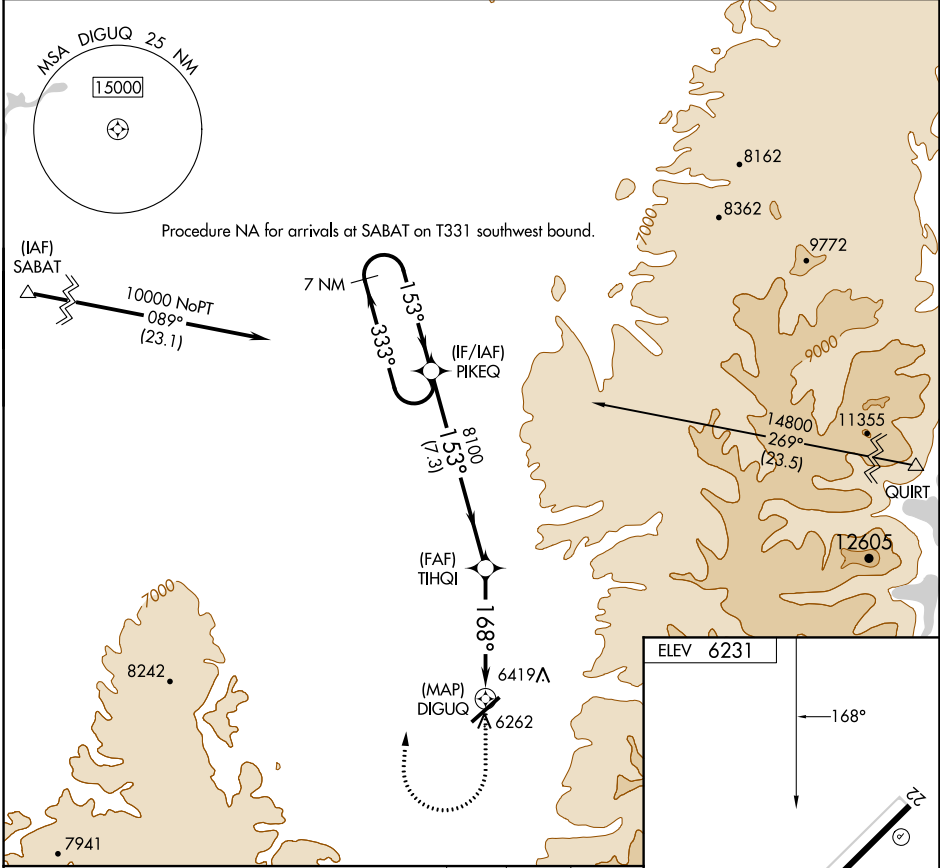 MSA DIGUQ 25 NM
15000
8162
8362
7000
Procedure NA for arrivals at SABAT on T331 southwest bound.
9772
(IAF)
SABAT
10000 NoPT
089°
(23.1)
7 NM
153°
333°
(IF/IAF)
PIKEQ
9000
8100
153°
(7.3)
14800
269°
(23.5)
11355
QUIRT
12605
(FAF)
TIHQI
168°
7000
8242
6419
(MAP)
DIGUQ
6262
7941
ELEV 6231
168°
22
P